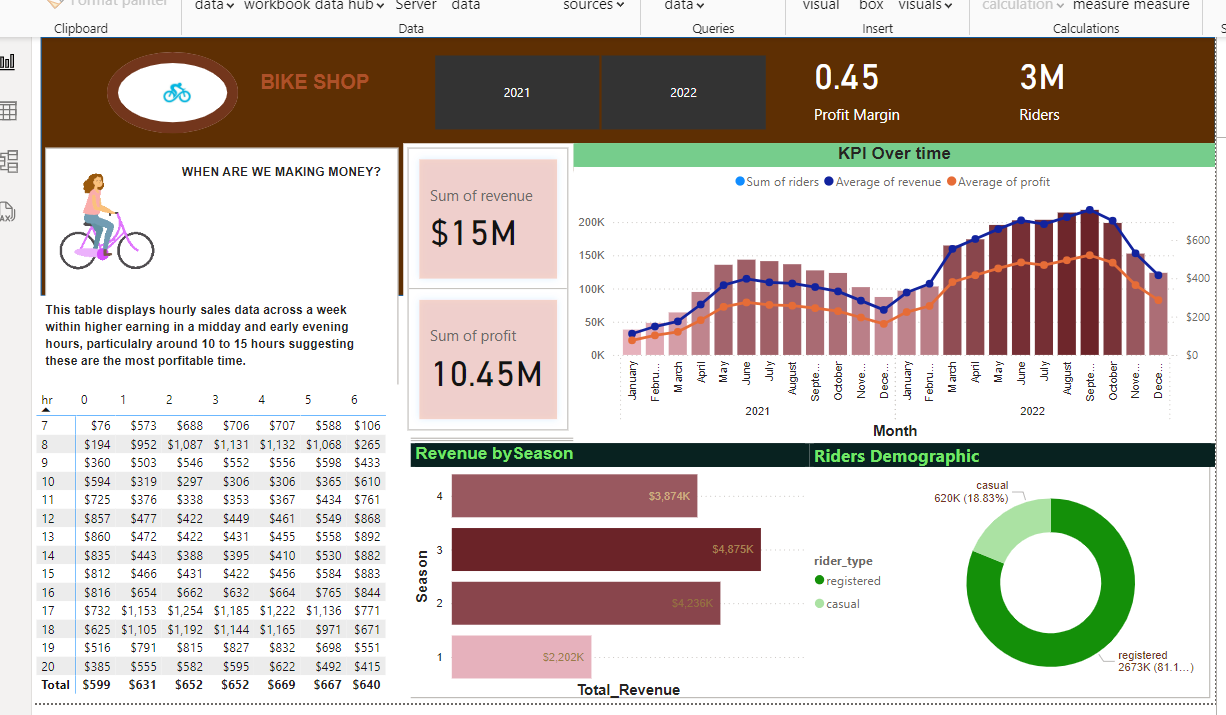 Format painter
data workbook data hub Server data sources data visual box visuals calculation measure measure
Clipboard Data Queries Insert Calculations
BIKE SHOP
2021
2022
0.45
Profit Margin
3M
Riders
WHEN ARE WE MAKING MONEY?
This table displays hourly sales data across a week
within higher earning in a midday and early evening
hours, particulalry around 10 to 15 hours suggesting
these are the most porfitable time.
hr 0 1 2 3 4 5 6
7 $76 $573 $688 $706 $707 $588 $106
8 $194 $952 $1,087 $1,131 $1,132 $1,068 $265
9 $360 $503 $546 $552 $556 $598 $433
10 $594 $319 $297 $306 $306 $365 $610
11 $725 $376 $338 $353 $367 $434 $761
12 $857 $477 $422 $449 $461 $549 $868
13 $860 $472 $422 $431 $455 $558 $892
14 $835 $443 $388 $395 $410 $530 $882
15 $812 $466 $431 $422 $456 $584 $883
16 $816 $654 $662 $632 $664 $765 $844
17 $732 $1,153 $1,254 $1,185 $1,222 $1,136 $771
18 $625 $1,105 $1,192 $1,144 $1,165 $971 $671
19 $516 $791 $815 $827 $832 $698 $551
20 $385 $555 $582 $595 $622 $492 $415
Total $599 $631 $652 $652 $669 $667 $640
Sum of revenue
$15M
Sum of profit
10.45M
KPI Over time
Sum of riders Average of revenue Average of profit
200K
150K
100K
50K
0K
$600
$400
$200
$0
January
Febru...
March
April
May
June
July
August
Septe...
October
Nove...
Dece...
January
Febru...
March
April
May
June
July
August
Septe...
October
Nove...
Dece...
2021 2022
Month
Revenue bySeason
Season
4 $3,874K
3 $4,875K
2 $4,236K
1 $2,202K
Total_Revenue
Riders Demographic
rider_type
registered
casual
casual
620K (18.83%)
registered
2673K (81.1...)